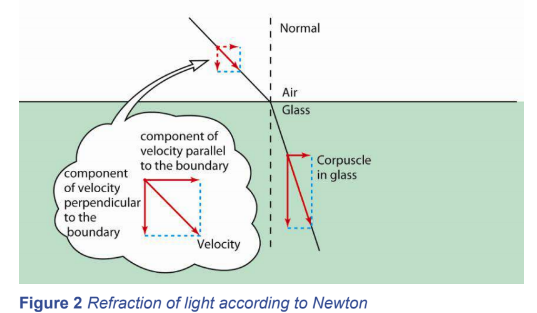 Normal
Air
Glass
component of
velocity parallel
to the boundary
component
of velocity
perpendicular
to the
boundary
Velocity
Corpuscle
in glass
Figure 2 Refraction of light according to Newton